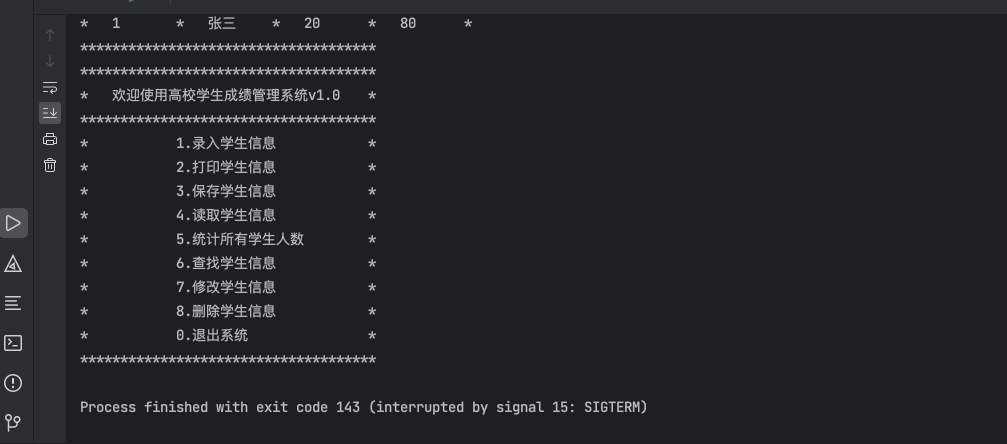 * 1 * 张三 * 20 * 80 *
*************************************
*************************************
* 欢迎使用高校学生成绩管理系统v1.0 *
*************************************
* 1.录入学生信息 *
* 2.打印学生信息 *
* 3.保存学生信息 *
* 4.读取学生信息 *
* 5.统计所有学生人数 *
* 6.查找学生信息 *
* 7.修改学生信息 *
* 8.删除学生信息 *
* 0.退出系统 *
*************************************
Process finished with exit code 143 (interrupted by signal 15: SIGTERM)